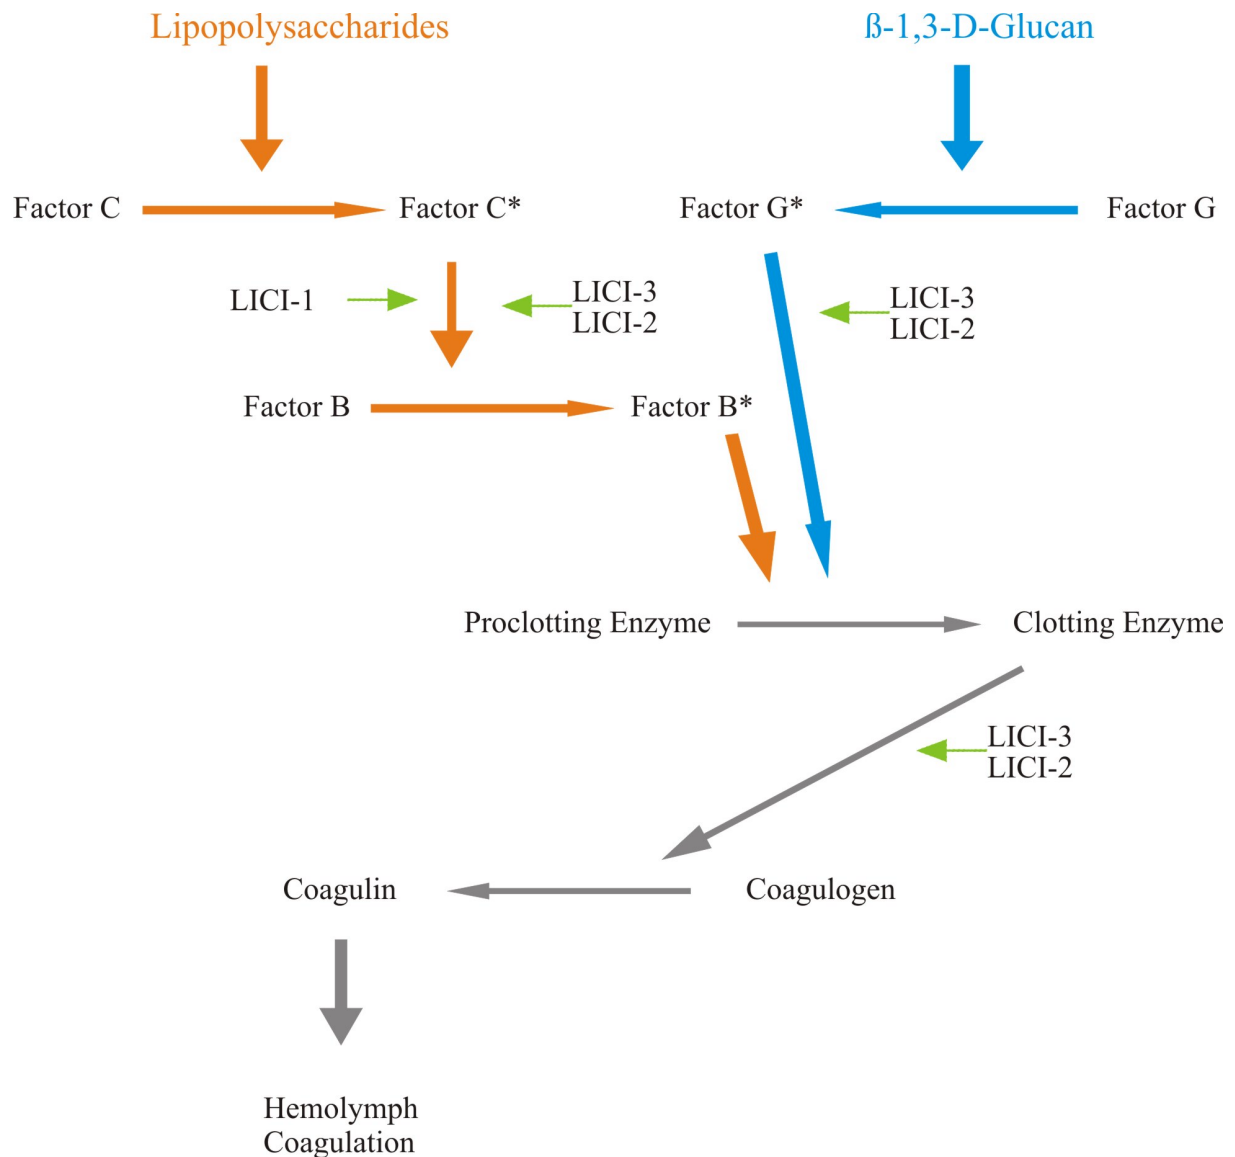 Lipopolysaccharides
ß-1,3-D-Glucan
Factor C
Factor C*
Factor G*
Factor G
LICI-1
LICI-3
LICI-2
LICI-3
LICI-2
Factor B
Factor B*
Proclotting Enzyme
Clotting Enzyme
LICI-3
LICI-2
Coagulin
Coagulogen
Hemolymph
Coagulation